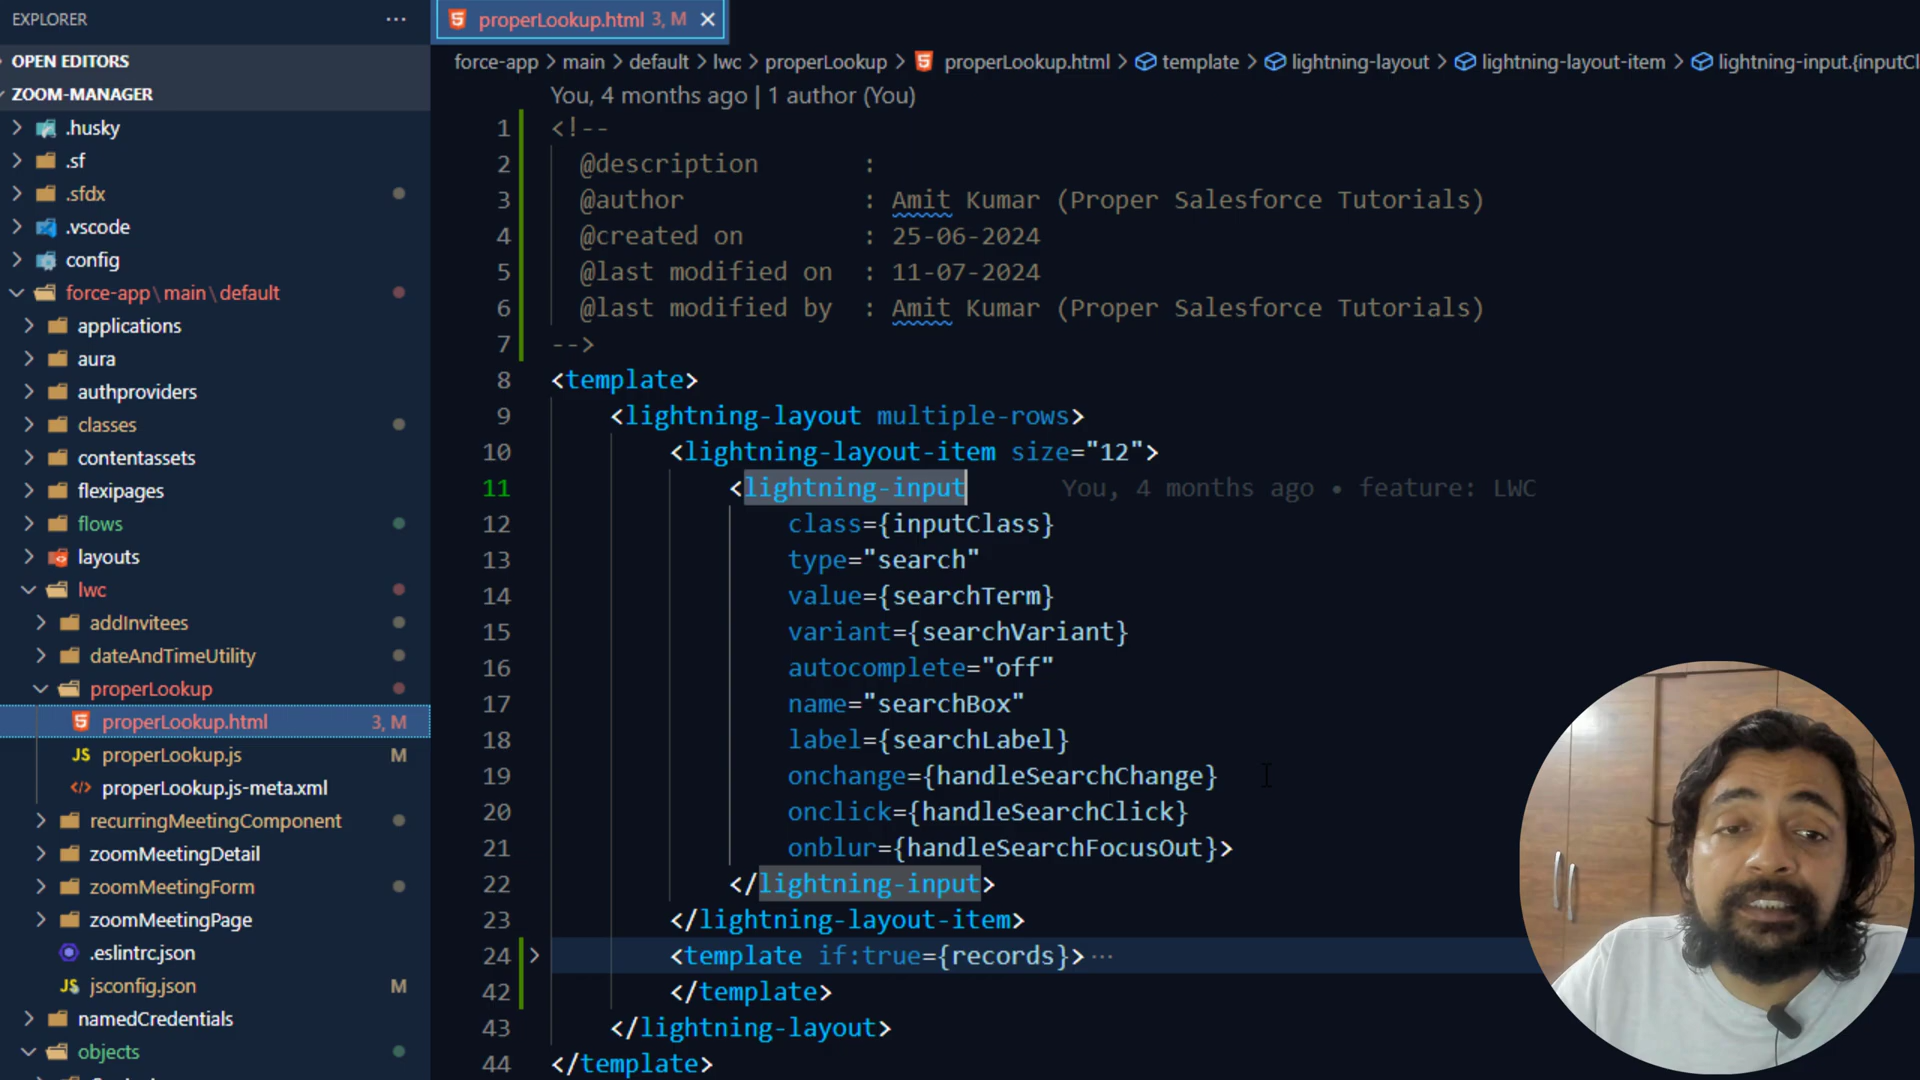 EXPLORER ...
OPEN EDITORS
ZOOM-MANAGER
.husky
.sf
.sfdx
.vscode
config
force-app\main\default
applications
aura
authproviders
classes
contentassets
flexipages
flows
layouts
lwc
addInvitees
dateAndTimeUtility
properLookup
properLookup.html 3, M
JS properLookup.js M
</> properLookup.js-meta.xml
recurringMeetingComponent
zoomMeetingDetail
zoomMeetingForm
zoomMeetingPage
.eslintrc.json
JS jsconfig.json M
namedCredentials
objects
properLookup.html 3, M ×
force-app > main > default > lwc > properLookup > properLookup.html > template > lightning-layout > lightning-layout-item > lightning-input.{inputCl
You, 4 months ago | 1 author (You)
1 <!--
2 @description :
3 @author : Amit Kumar (Proper Salesforce Tutorials)
4 @created on : 25-06-2024
5 @last modified on : 11-07-2024
6 @last modified by : Amit Kumar (Proper Salesforce Tutorials)
7 -->
8 <template>
9 <lightning-layout multiple-rows>
10 <lightning-layout-item size="12">
11 <lightning-input You, 4 months ago • feature: LWC
12 class={inputClass}
13 type="search"
14 value={searchTerm}
15 variant={searchVariant}
16 autocomplete="off"
17 name="searchBox"
18 label={searchLabel}
19 onchange={handleSearchChange}
20 onclick={handleSearchClick}
21 onblur={handleSearchFocusOut}>
22 </lightning-input>
23 </lightning-layout-item>
24 <template if:true={records}> ...
42 </template>
43 </lightning-layout>
44 </template>